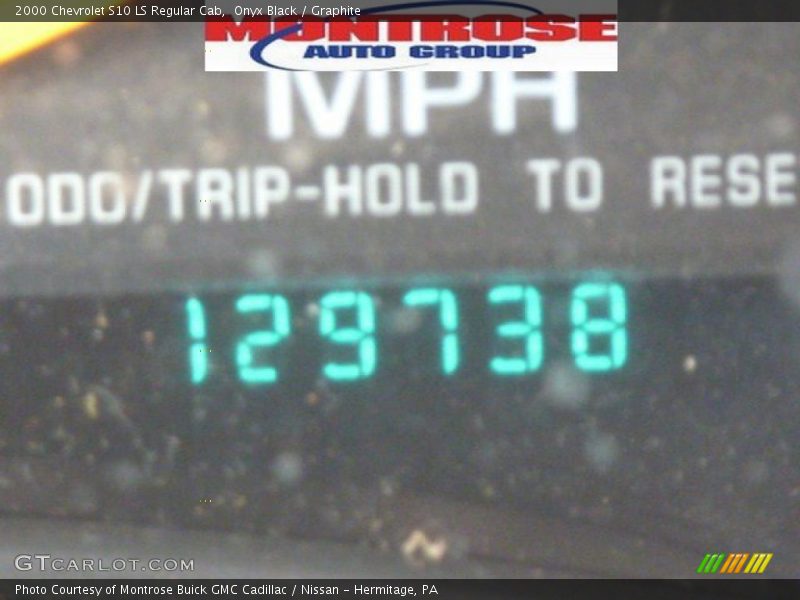 2000 Chevrolet S10 LS Regular Cab,  Onyx Black / Graphite
MONTROSE
AUTO GROUP
MPH
ODO/TRIP-HOLD TO RESE
129738
GTCARLOT.COM
Photo Courtesy of Montrose Buick GMC Cadillac / Nissan - Hermitage, PA